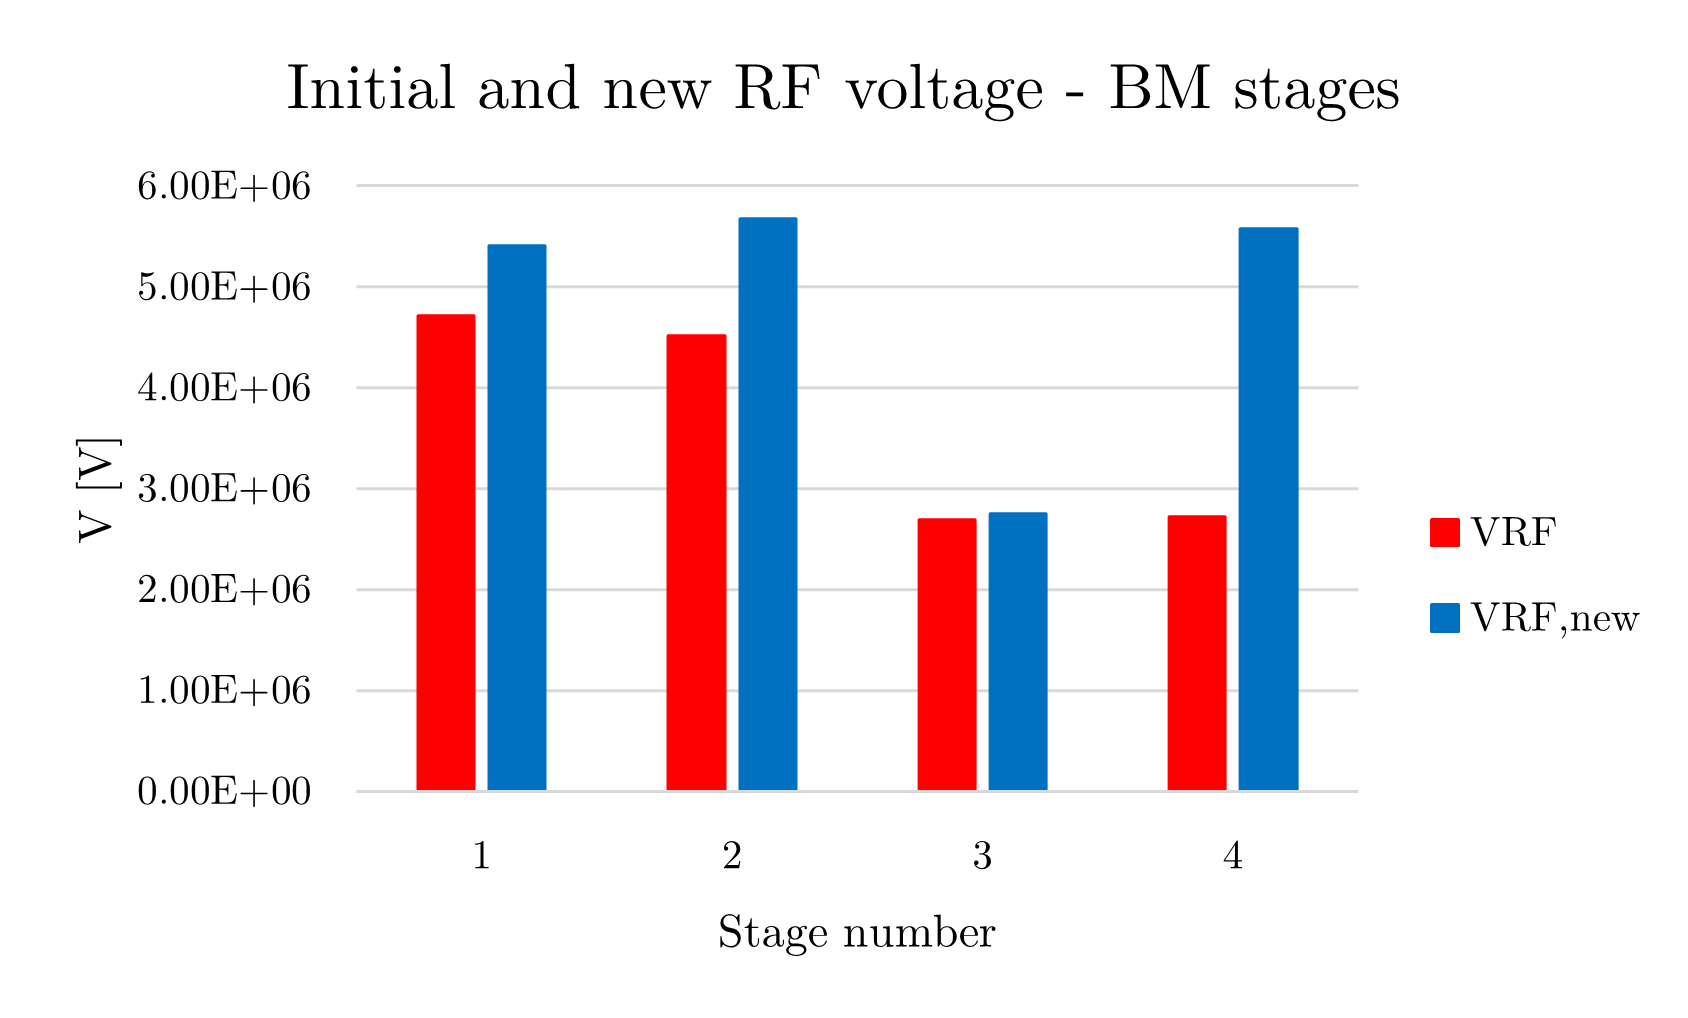 Initial and new RF voltage - BM stages
6.00E+06
5.00E+06
4.00E+06
3.00E+06
2.00E+06
1.00E+06
0.00E+00
V [V]
1 2 3 4
Stage number
VRF
VRF,new